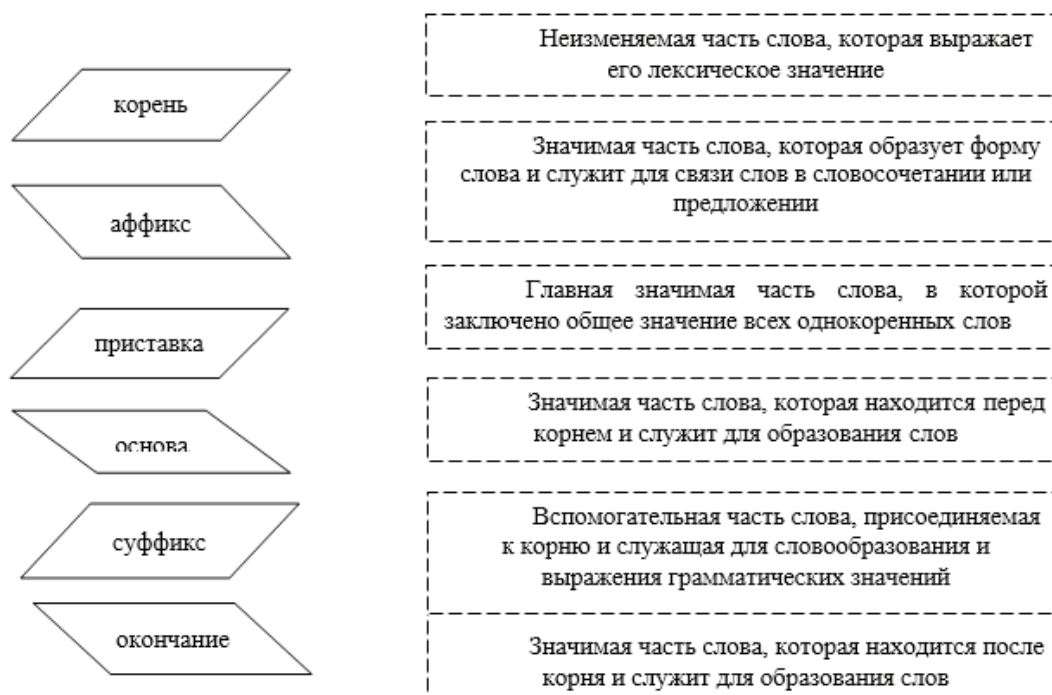 корень
аффикс
приставка
основа
суффикс
окончание
Неизменяемая часть слова, которая выражает
его лексическое значение
Значимая часть слова, которая образует форму
слова и служит для связи слов в словосочетании или
предложении
Главная значимая часть слова, в которой
заключено общее значение всех однокоренных слов
Значимая часть слова, которая находится перед
корнем и служит для образования слов
Вспомогательная часть слова, присоединяемая
к корню и служащая для словообразования и
выражения грамматических значений
Значимая часть слова, которая находится после
корня и служит для образования слов